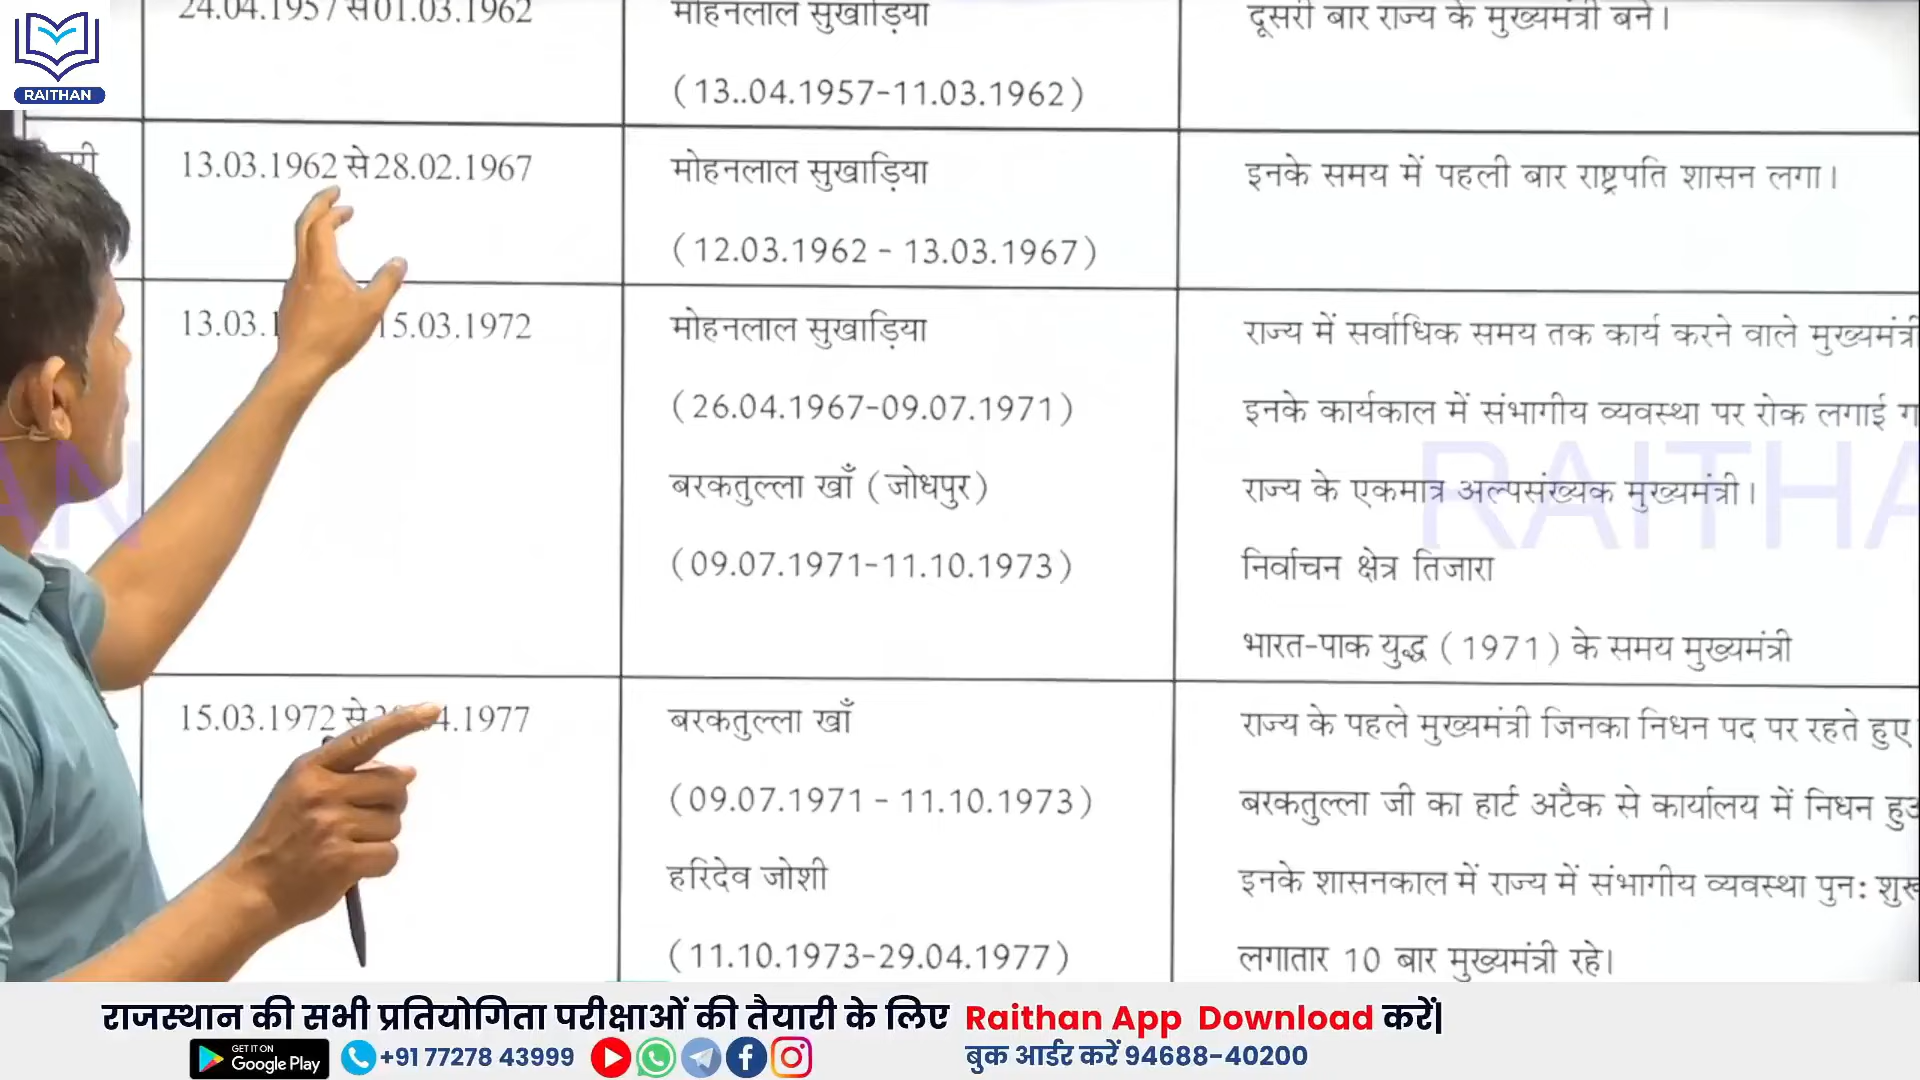 RAITHAN
24.04.1957 से 01.03.1962
मोहनलाल सुखाड़िया
(13..04.1957-11.03.1962)
दूसरी बार राज्य के मुख्यमंत्री बने।
13.03.1962 से 28.02.1967
मोहनलाल सुखाड़िया
(12.03.1962 - 13.03.1967)
इनके समय में पहली बार राष्ट्रपति शासन लगा।
13.03. 15.03.1972
मोहनलाल सुखाड़िया
(26.04.1967-09.07.1971)
बरकतुल्ला खाँ (जोधपुर)
(09.07.1971-11.10.1973)
राज्य में सर्वाधिक समय तक कार्य करने वाले मुख्यमंत्री
इनके कार्यकाल में संभागीय व्यवस्था पर रोक लगाई
राज्य के एकमात्र अल्पसंख्यक मुख्यमंत्री।
निर्वाचन क्षेत्र तिजारा
भारत-पाक युद्ध (1971) के समय मुख्यमंत्री
15.03.1972 से 4.1977
बरकतुल्ला खाँ
(09.07.1971 - 11.10.1973)
हरिदेव जोशी
(11.10.1973-29.04.1977)
राज्य के पहले मुख्यमंत्री जिनका निधन पद पर रहते हुए
बरकतुल्ला जी का हार्ट अटैक से कार्यालय में निधन
इनके शासनकाल में राज्य में संभागीय व्यवस्था पुन:
लगातार 10 बार मुख्यमंत्री रहे।
राजस्थान की सभी प्रतियोगिता परीक्षाओं की तैयारी के लिए Raithan App Download करें|
GET IT ON
Google Play
+91 77278 43999
बुक आर्डर करें 94688-40200